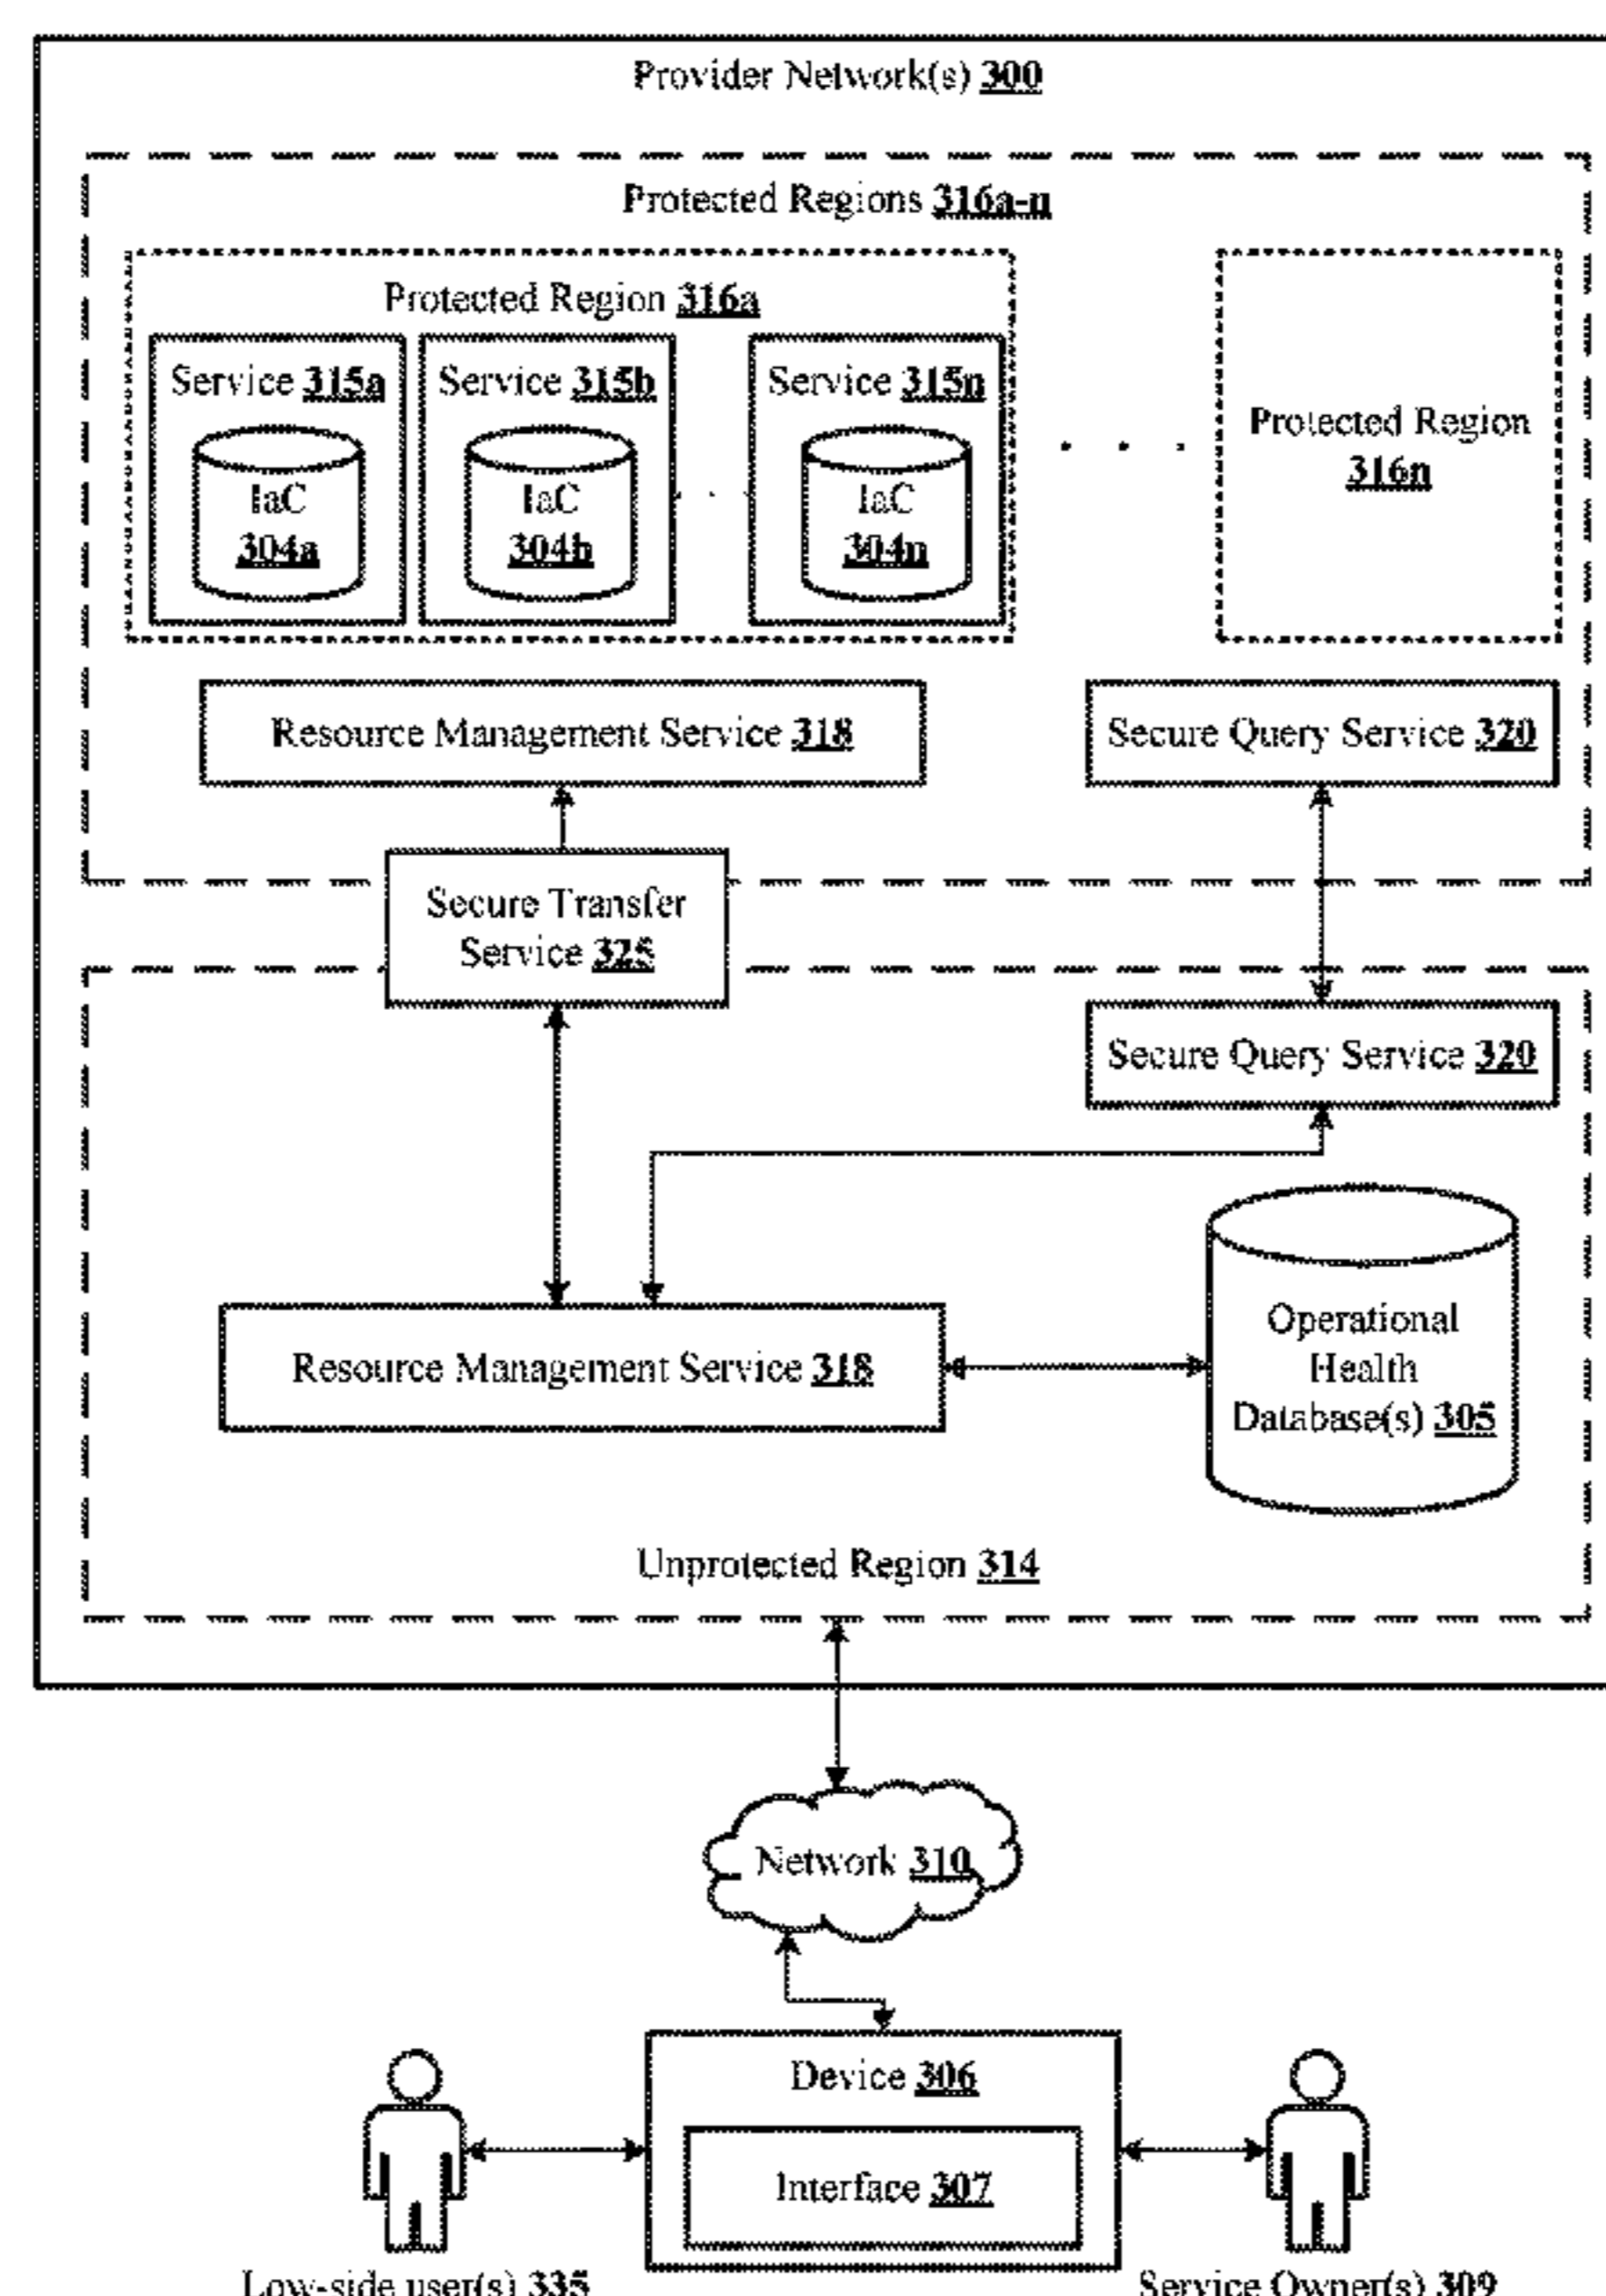 Provider Network(s) 300
Protected Regions 316a-n
Protected Region 316a
Service 315a
Service 315b
Service 315n
IaC
304a
IaC
304b
IaC
304n
. . .
Protected Region
316n
Resource Management Service 318
Secure Query Service 320
Secure Transfer
Service 325
Secure Query Service 320
Resource Management Service 318
Operational
Health
Database(s) 305
Unprotected Region 314
Network 310
Device 306
Interface 307
Low-side user(s) 335
Service Owner(s) 309